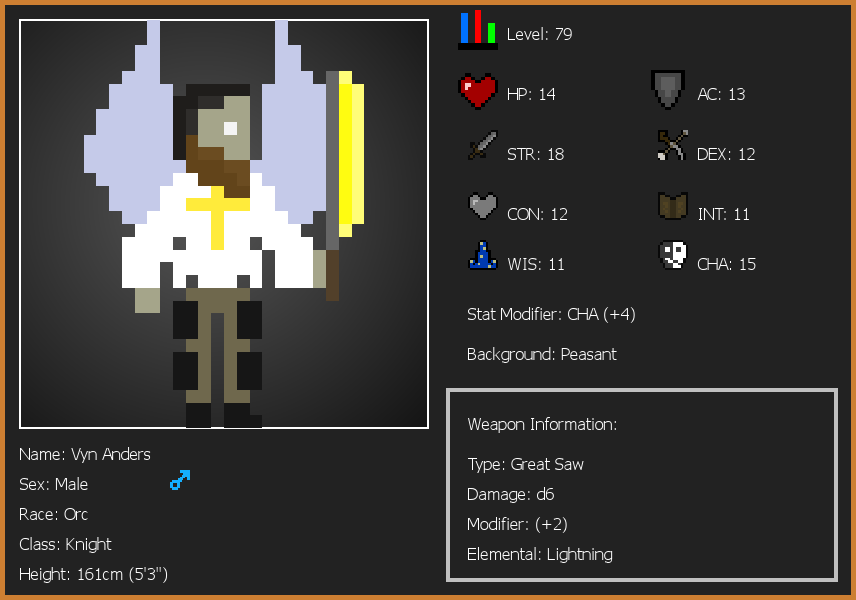 Level: 79
HP: 14
AC: 13
STR: 18
DEX: 12
CON: 12
INT: 11
WIS: 11
CHA: 15
Stat Modifier: CHA (+4)
Background: Peasant
Weapon Information:
Type: Great Saw
Damage: d6
Modifier: (+2)
Elemental: Lightning
Name: Vyn Anders
Sex: Male
Race: Orc
Class: Knight
Height: 161cm (5'3")